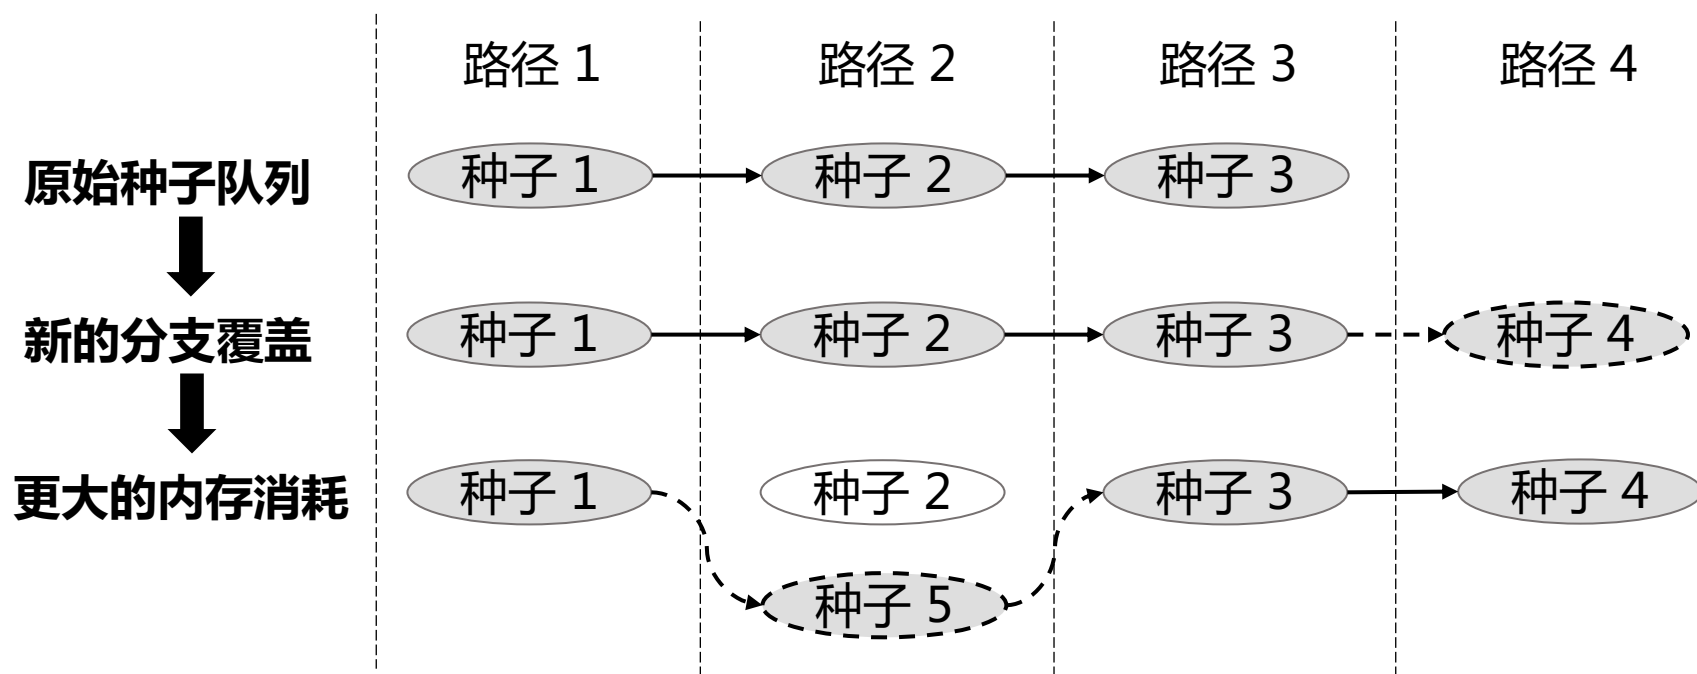 路径 1 路径 2 路径 3 路径 4
原始种子队列 种子 1 种子 2 种子 3
新的分支覆盖 种子 1 种子 2 种子 3 种子 4
更大的内存消耗 种子 1 种子 2 种子 3 种子 4
种子 5